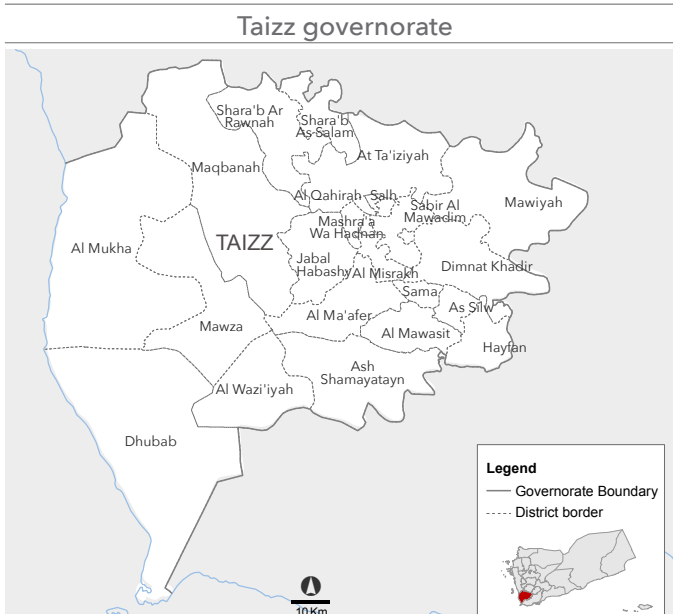 Taizz governorate
Shara'b Ar
Rawnah
Shara'b
As-Salam
At Ta'iziyah
Maqbanah
Al Qahirah
Salh
Sabir Al
Mawadim
Mawiyah
Mashra'a
Wa Hadnan
TAIZZ
Al Mukha
Jabal
Habashy
Al Misrakh
Dimnat Khadir
Sama
As Silw
Al Ma'afer
Mawza
Al Mawasit
Hayfan
Ash
Shamayatayn
Al Wazi'iyah
Dhubab
Legend
Governorate Boundary
District border
10 Km